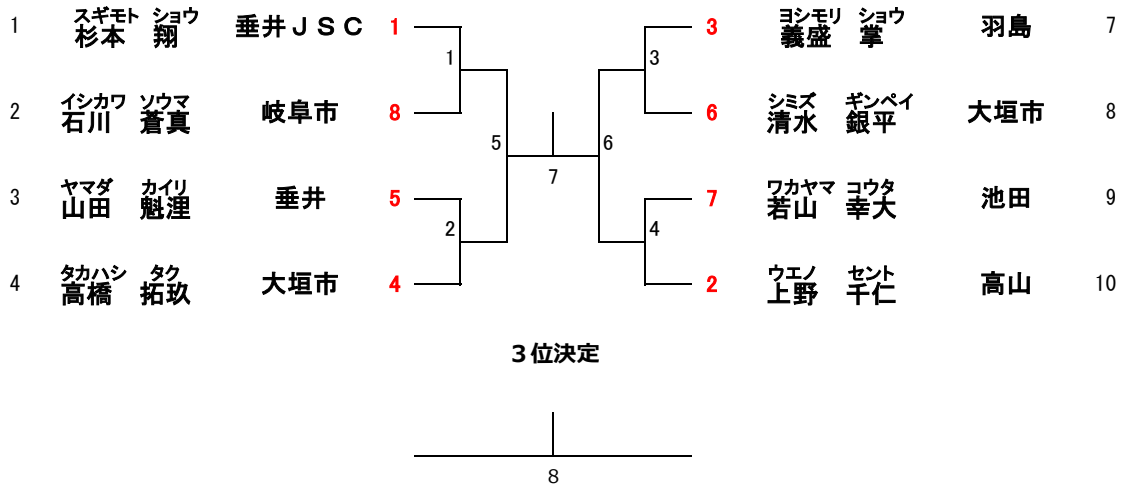 スギモト ショウ
1 杉本 翔 垂井ＪＳＣ 1
1
イシカワ ソウマ
2 石川 蒼真 岐阜市 8
5
ヤマダ カイリ
3 山田 魁浬 垂井 5
2
タカハシ タク
4 高橋 拓玖 大垣市 4
7
ヨシモリ ショウ
3 義盛 掌 羽島 7
3
シミズ ギンペイ
6 清水 銀平 大垣市 8
6
ワカヤマ コウタ
7 若山 幸大 池田 9
4
ウエノ セント
2 上野 千仁 高山 10
３位決定
8